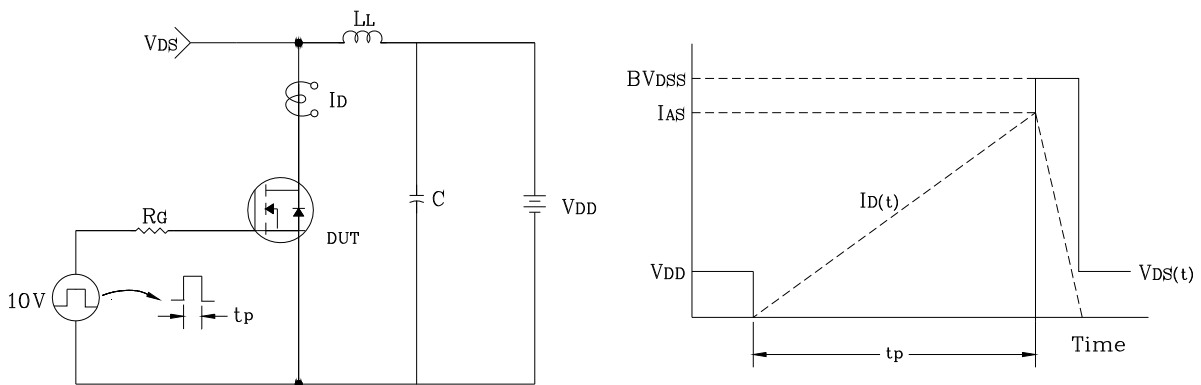 LL
VDS
ID
RG
C
VDD
DUT
10V
tp
BVDSS
IAS
ID(t)
VDD
VDS(t)
Time
tp